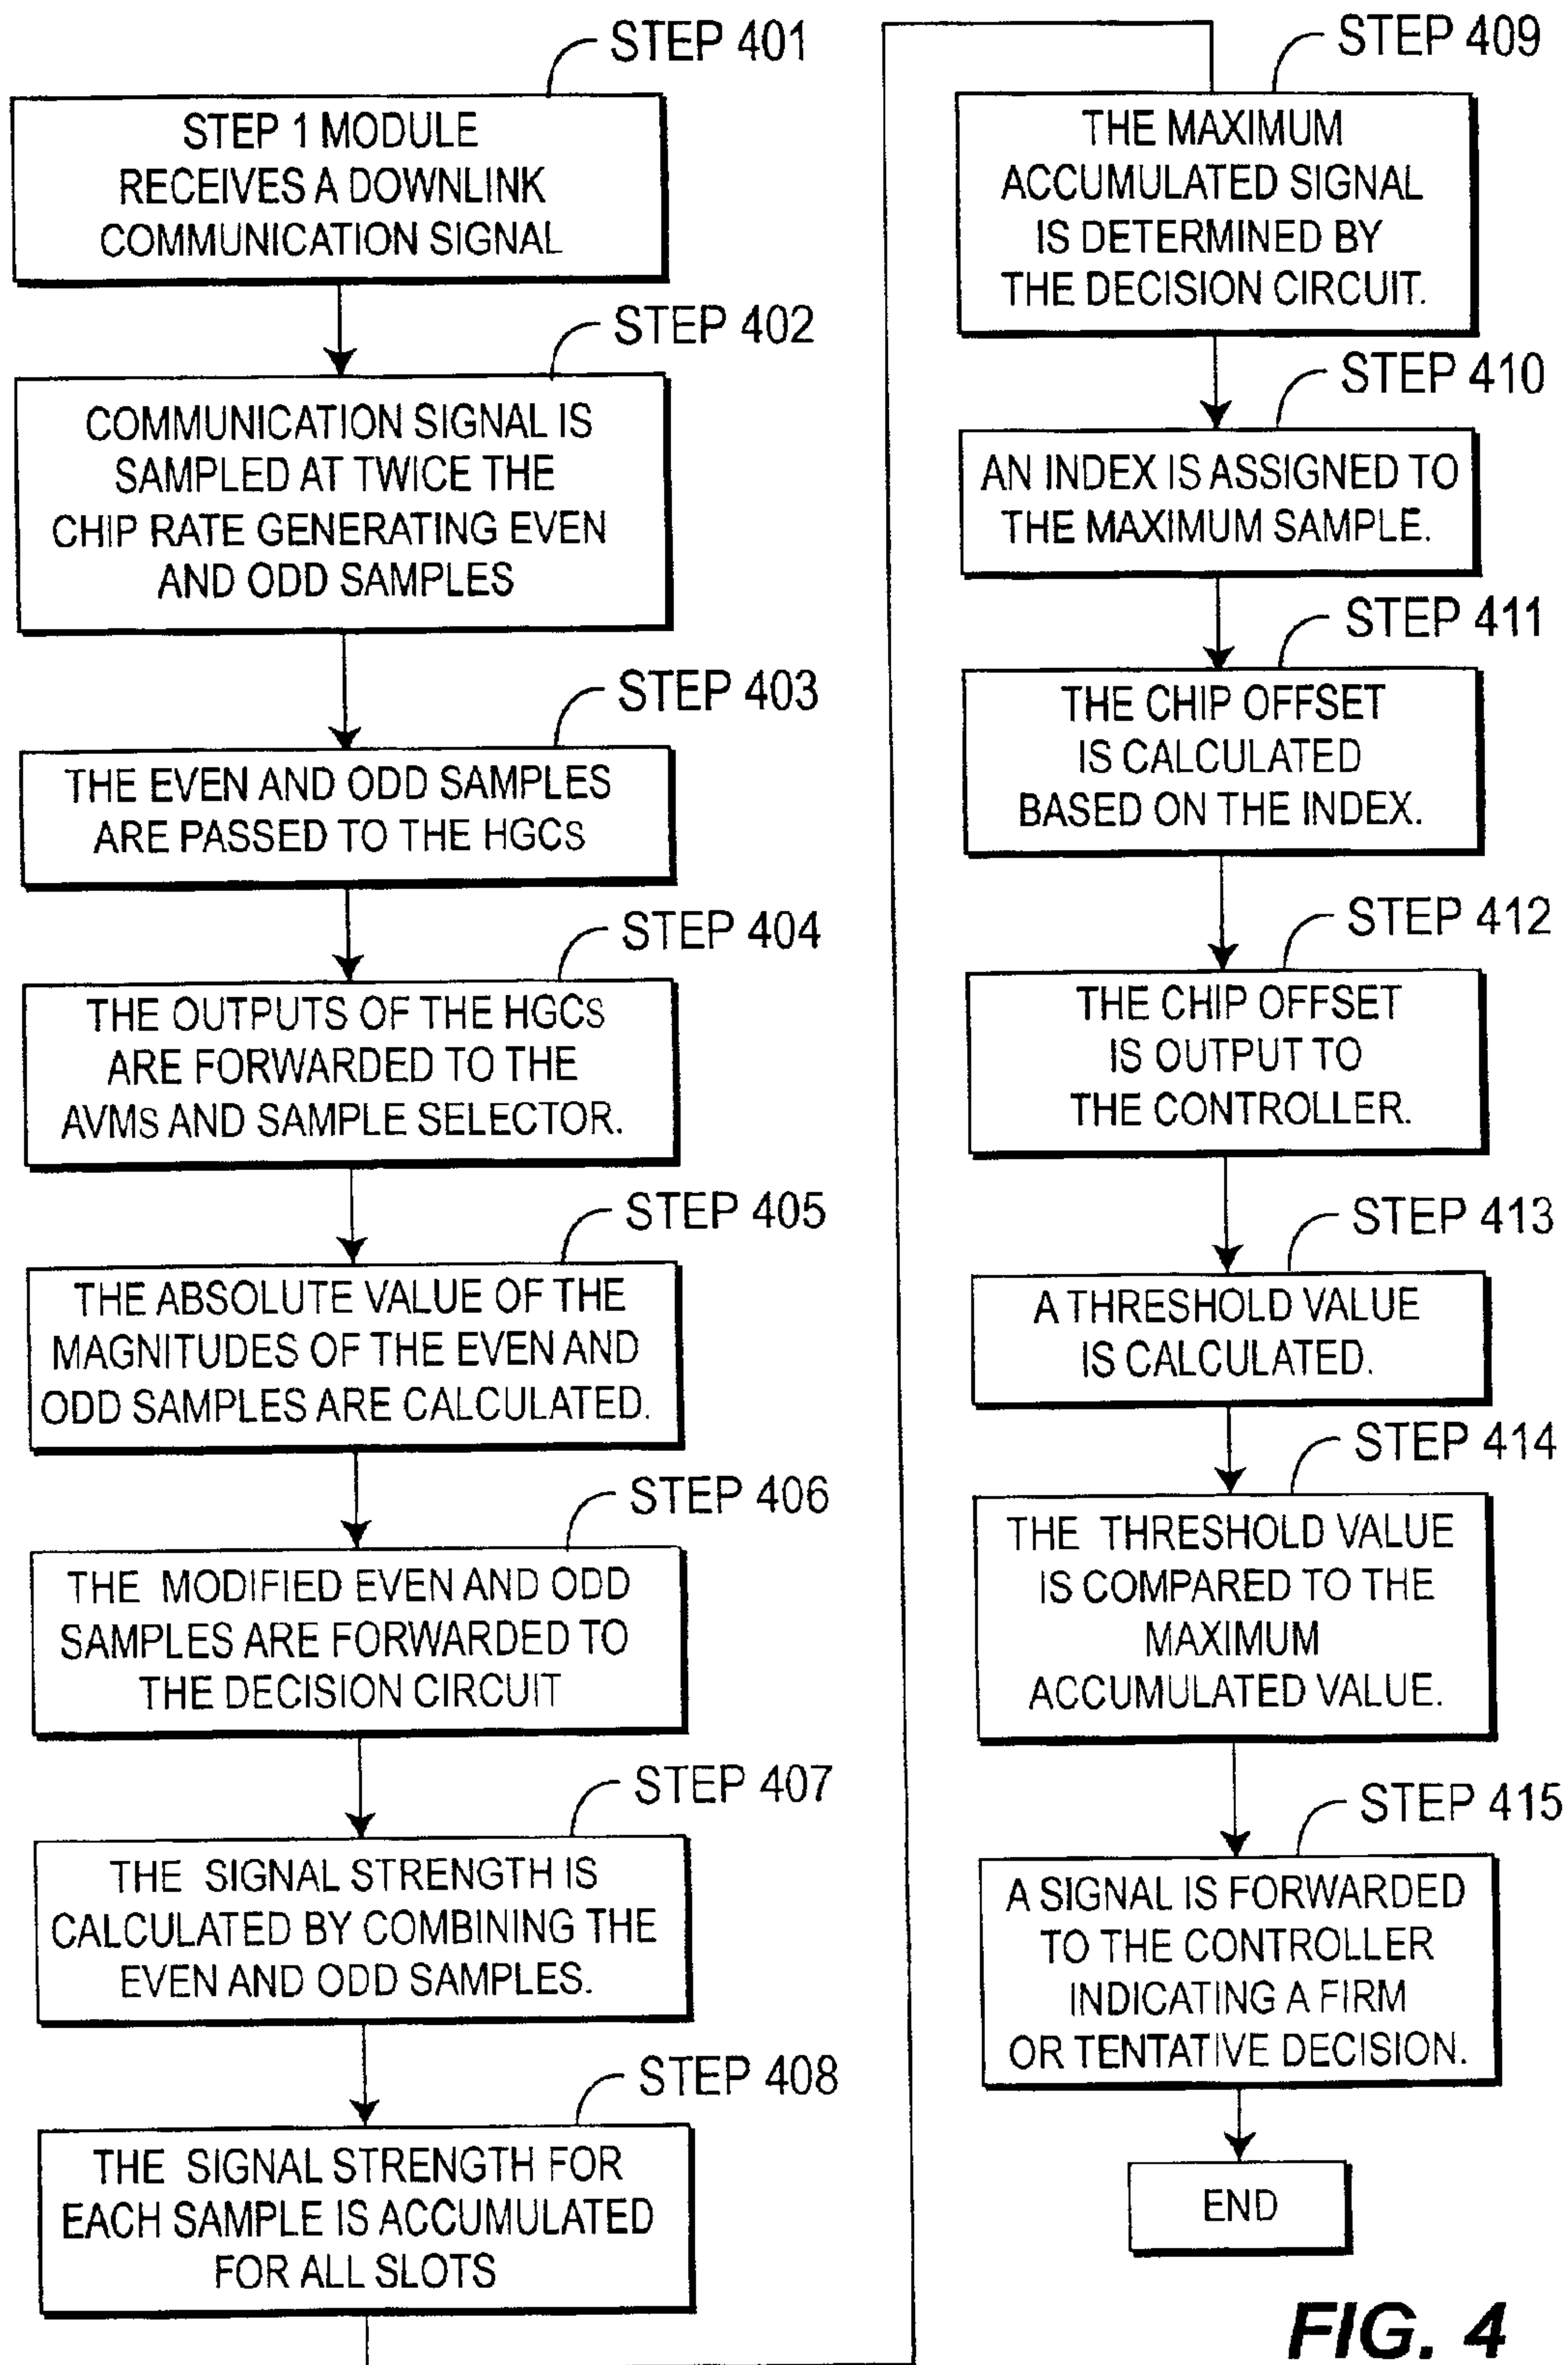 STEP 401
STEP 1 MODULE
RECEIVES A DOWNLINK
COMMUNICATION SIGNAL
STEP 402
COMMUNICATION SIGNAL IS
SAMPLED AT TWICE THE
CHIP RATE GENERATING EVEN
AND ODD SAMPLES
STEP 403
THE EVEN AND ODD SAMPLES
ARE PASSED TO THE HGCs
STEP 404
THE OUTPUTS OF THE HGCs
ARE FORWARDED TO THE
AVMs AND SAMPLE SELECTOR.
STEP 405
THE ABSOLUTE VALUE OF THE
MAGNITUDES OF THE EVEN AND
ODD SAMPLES ARE CALCULATED.
STEP 406
THE MODIFIED EVEN AND ODD
SAMPLES ARE FORWARDED TO
THE DECISION CIRCUIT
STEP 407
THE SIGNAL STRENGTH IS
CALCULATED BY COMBINING THE
EVEN AND ODD SAMPLES.
STEP 408
THE SIGNAL STRENGTH FOR
EACH SAMPLE IS ACCUMULATED
FOR ALL SLOTS
STEP 409
THE MAXIMUM
ACCUMULATED SIGNAL
IS DETERMINED BY
THE DECISION CIRCUIT.
STEP 410
AN INDEX IS ASSIGNED TO
THE MAXIMUM SAMPLE.
STEP 411
THE CHIP OFFSET
IS CALCULATED
BASED ON THE INDEX.
STEP 412
THE CHIP OFFSET
IS OUTPUT TO
THE CONTROLLER.
STEP 413
A THRESHOLD VALUE
IS CALCULATED.
STEP 414
THE THRESHOLD VALUE
IS COMPARED TO THE
MAXIMUM
ACCUMULATED VALUE.
STEP 415
A SIGNAL IS FORWARDED
TO THE CONTROLLER
INDICATING A FIRM
OR TENTATIVE DECISION.
END
FIG. 4